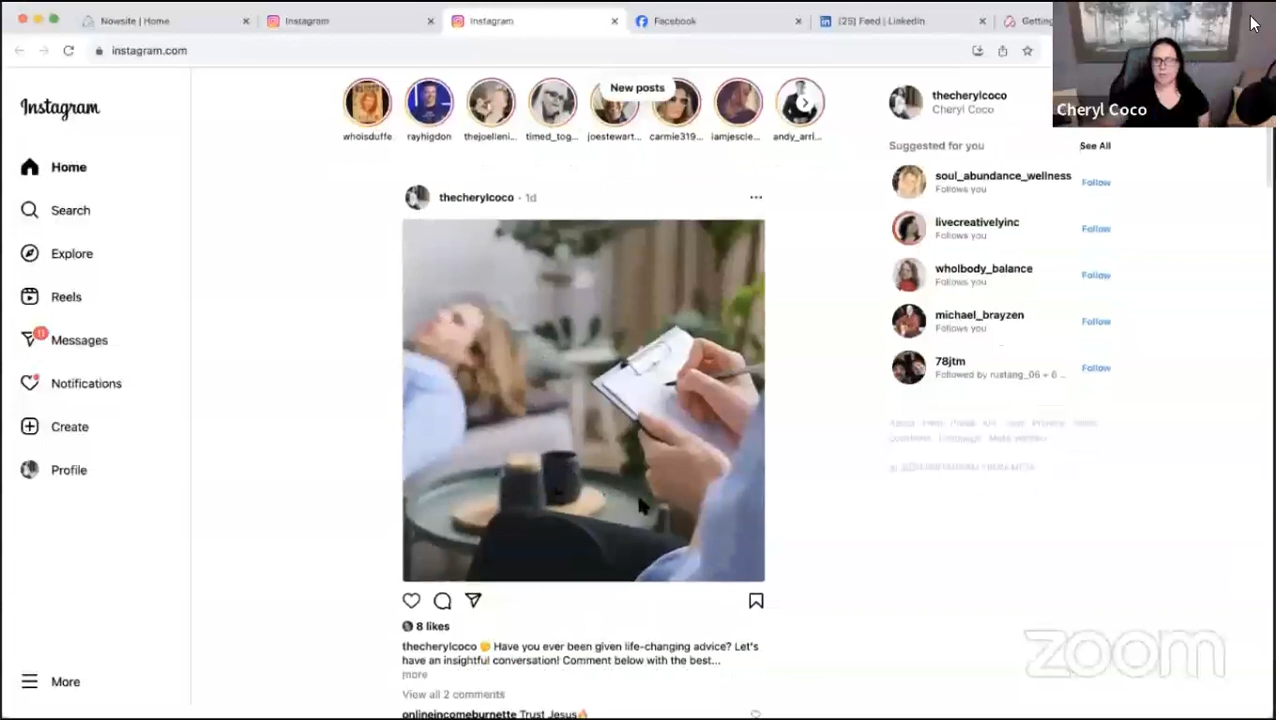 Nowsite | Home
Instagram
Instagram
Facebook
(25) Feed | LinkedIn
Getting
instagram.com
Cheryl Coco
Instagram
Home
Search
Explore
Reels
11
Messages
Notifications
Create
Profile
More
New posts
whoisduffe...
rayhigdon
thejoelleni...
timed_tog...
joestewart...
carmie319...
iamjescle...
andy_arri...
thecherylcoco • 1d
8 likes
thecherylcoco 😊 Have you ever been given life-changing advice? Let's
have an insightful conversation! Comment below with the best...
more
View all 2 comments
onlineincomeburnette Trust Jesus🔥
thecherylcoco
Cheryl Coco
Suggested for you
See All
soul_abundance_wellness
Follows you
Follow
livecreativelyinc
Follows you
Follow
wholbody_balance
Follows you
Follow
michael_brayzen
Follows you
Follow
78jtm
Followed by rustang_06 + 6 ...
Follow
zoom